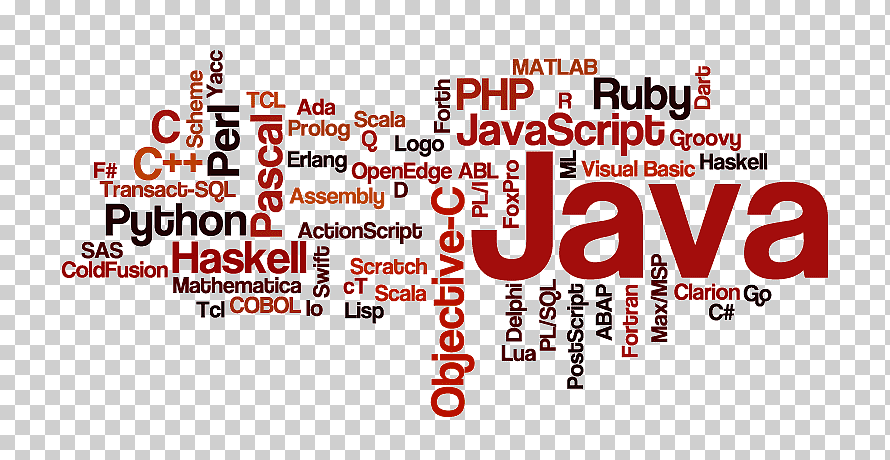 MATLAB
Yacc
Scheme
Perl
TCL
Ada
Forth
PHP
R
Ruby
Dart
C
Prolog
Scala
Q
JavaScript
Groovy
Pascal
Logo
F#
C++
Erlang
OpenEdge ABL
ML
Visual Basic
Haskell
Transact-SQL
Assembly
D
PL/I
FoxPro
Java
Python
ActionScript
Objective-C
SAS
ColdFusion
Haskell
Swift
Scratch
Mathematica
cT
Scala
Tcl
COBOL
Io
Lisp
Delphi
PL/SQL
PostScript
ABAP
Fortran
Max/MSP
Clarion
Go
C#
Lua